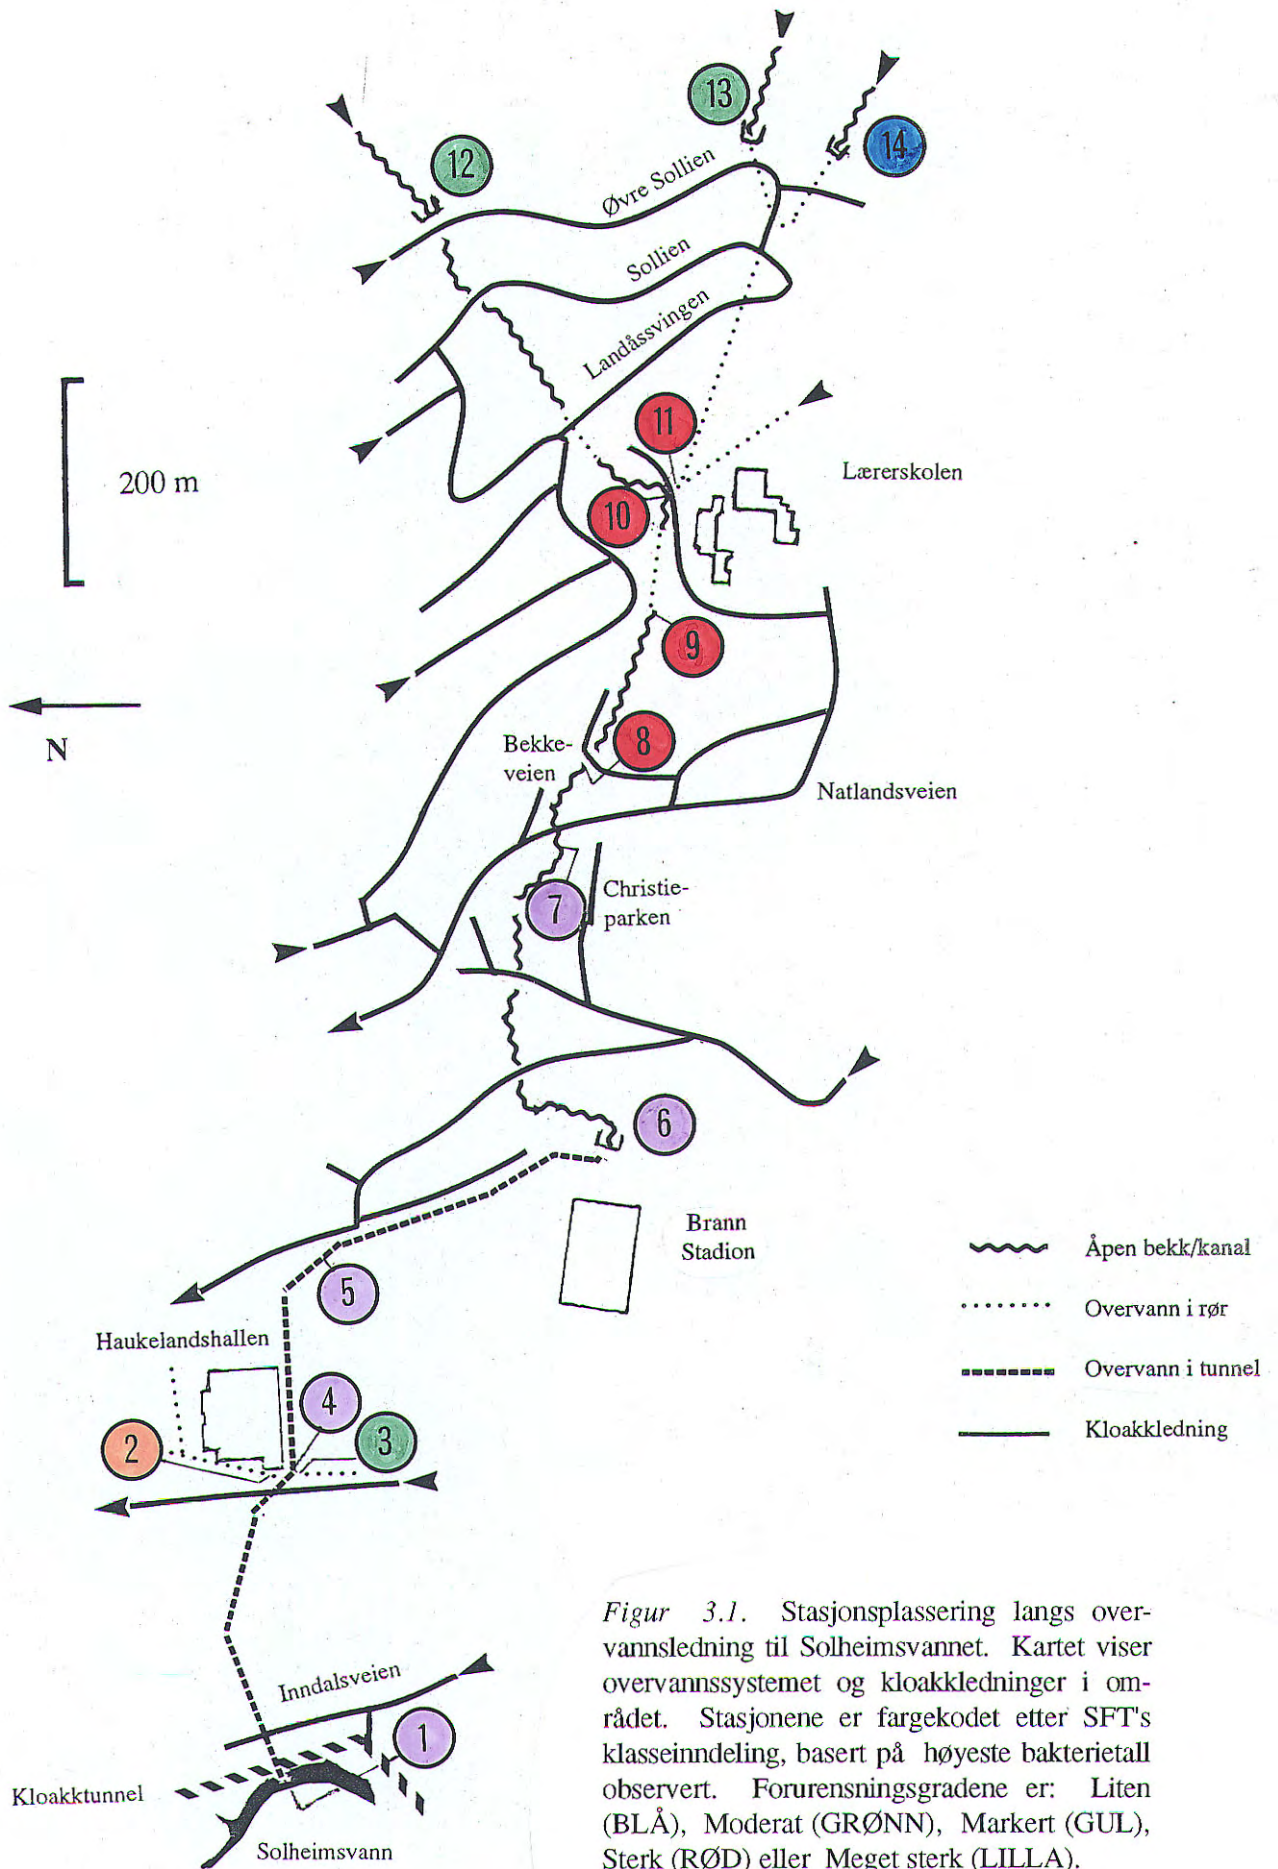 13
14
12
Øvre Sollien
Sollien
Landåssvingen
11
200 m
Lærerskolen
10
9
N
8
Bekke-
veien
Natlandsveien
7
Christie-
parken
6
Brann
Stadion
Åpen bekk/kanal
5
Overvann i rør
Haukelandshallen
Overvann i tunnel
4
3
2
Kloakkledning
Inndalsveien
1
Kloakktunnel
Solheimsvann
Figur 3.1. Stasjonsplassering langs over-
vannsledning til Solheimsvannet. Kartet viser
overvannssystemet og kloakkledninger i om-
rådet. Stasjonene er fargekodet etter SFT's
klasseinndeling, basert på høyeste bakterietall
observert. Forurensningsgradene er: Liten
(BLÅ), Moderat (GRØNN), Markert (GUL),
Sterk (RØD) eller Meget sterk (LILLA).